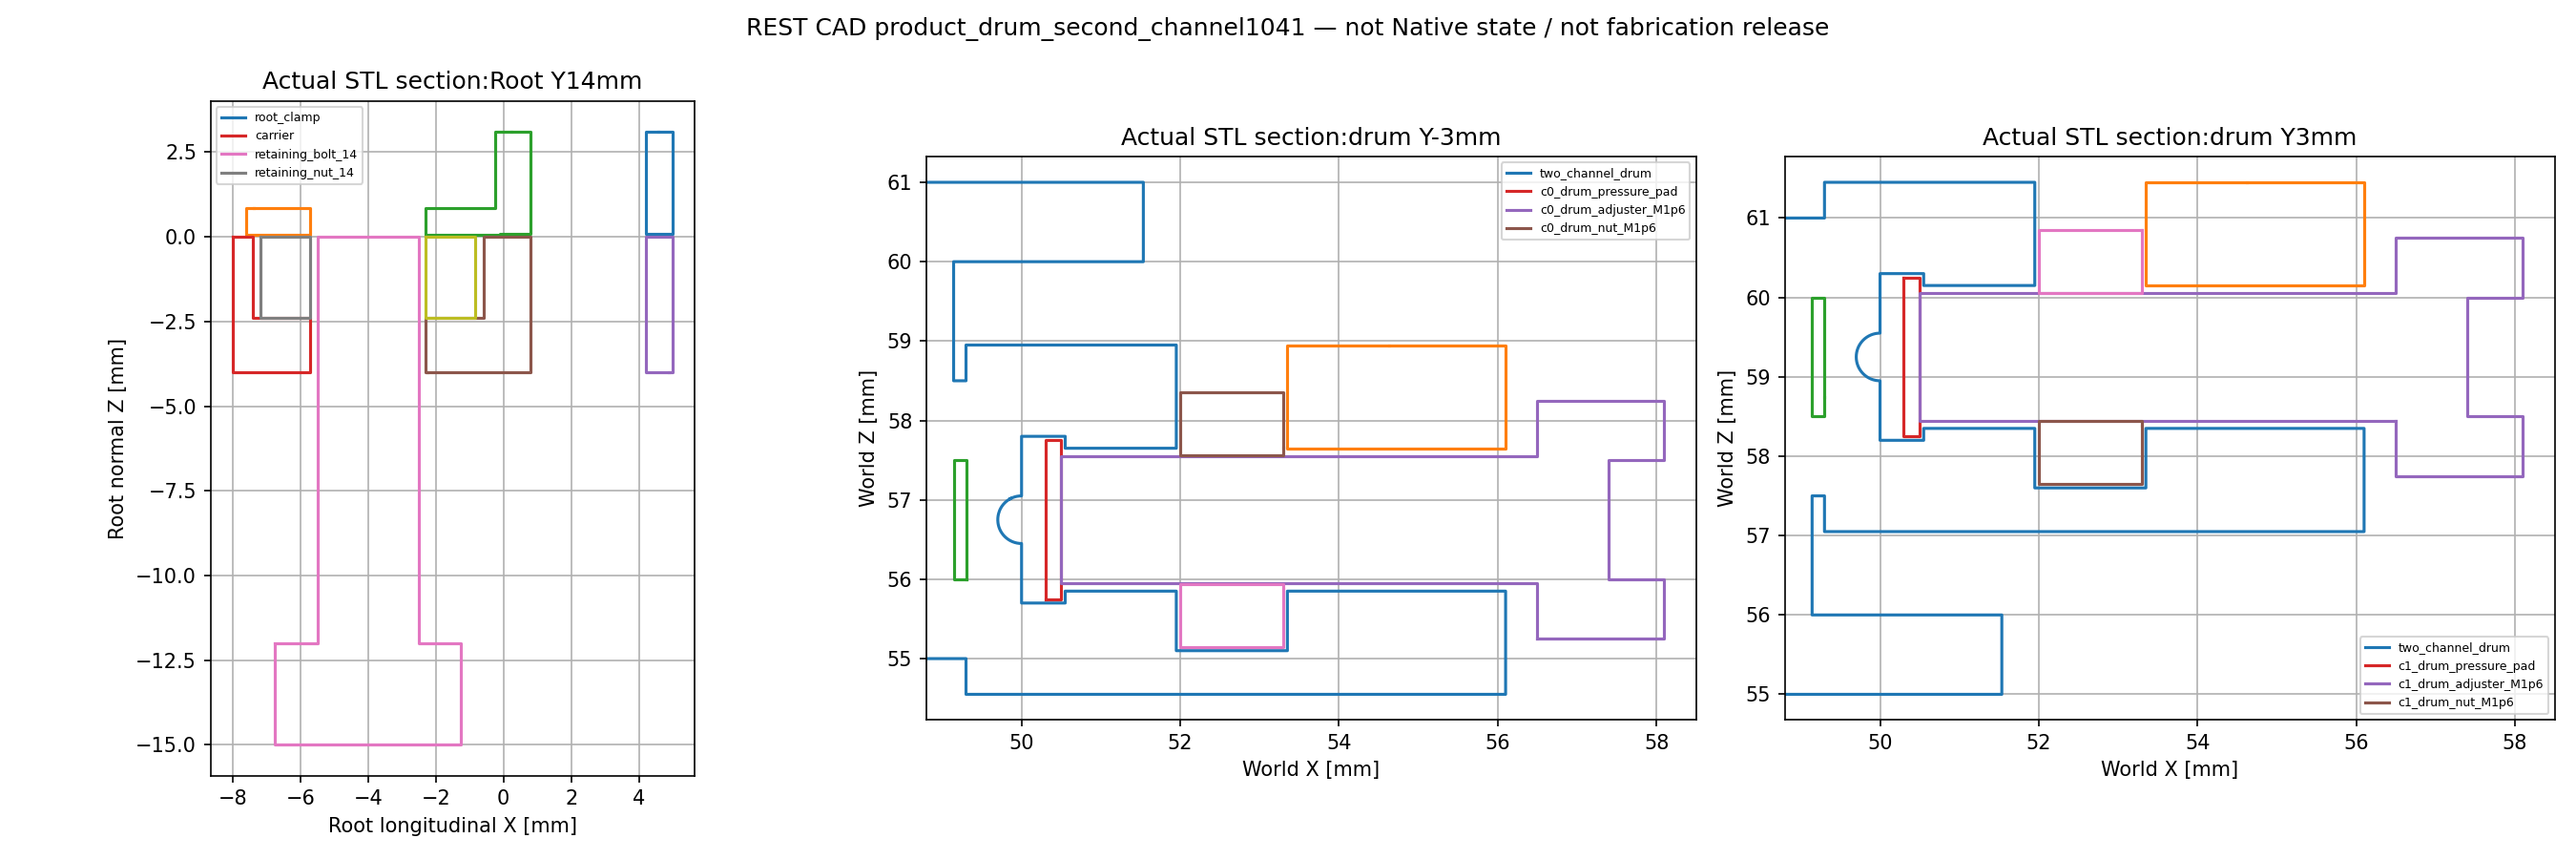 REST CAD product_drum_second_channel1041 — not Native state / not fabrication release
Actual STL section:Root Y14mm
root_clamp
carrier
retaining_bolt_14
retaining_nut_14
2.5
0.0
−2.5
−5.0
−7.5
−10.0
−12.5
−15.0
Root normal Z [mm]
−8 −6 −4 −2 0 2 4
Root longitudinal X [mm]
Actual STL section:drum Y-3mm
two_channel_drum
c0_drum_pressure_pad
c0_drum_adjuster_M1p6
c0_drum_nut_M1p6
61
60
59
58
57
56
55
World Z [mm]
50 52 54 56 58
World X [mm]
Actual STL section:drum Y3mm
61
60
59
58
57
56
55
World Z [mm]
two_channel_drum
c1_drum_pressure_pad
c1_drum_adjuster_M1p6
c1_drum_nut_M1p6
50 52 54 56 58
World X [mm]